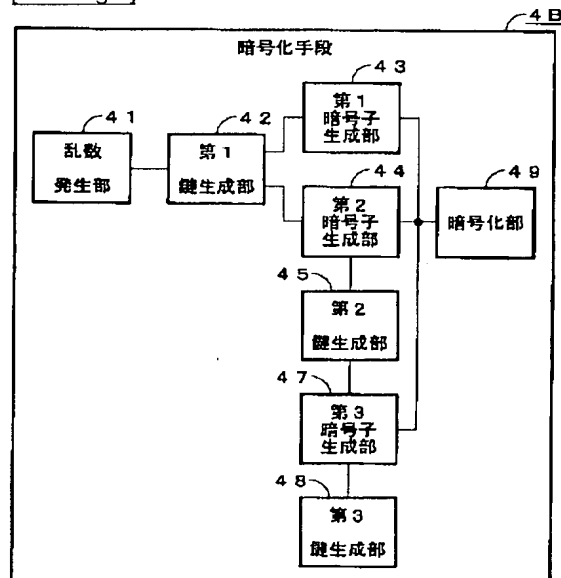 4B
暗号化手段
43
第1
暗号子
生成部
41
乱数
発生部
42
第1
鍵生成部
44
第2
暗号子
生成部
49
暗号化部
45
第2
鍵生成部
47
第3
暗号子
生成部
48
第3
鍵生成部